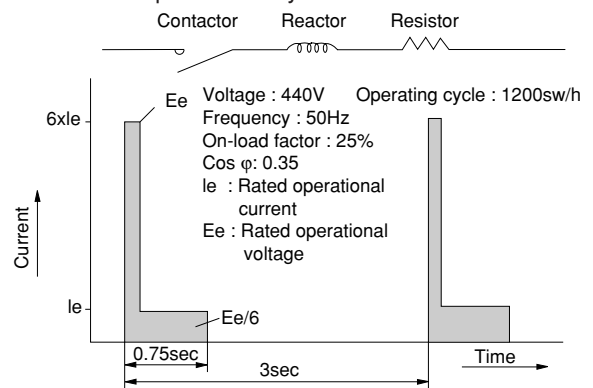 Contactor Reactor Resistor
Ee
Voltage : 440V Operating cycle : 1200sw/h
Frequency : 50Hz
On-load factor : 25%
Cos φ: 0.35
Ie : Rated operational
current
Ee : Rated operational
voltage
6xIe
Current
Ie
Ee/6
0.75sec
3sec
Time